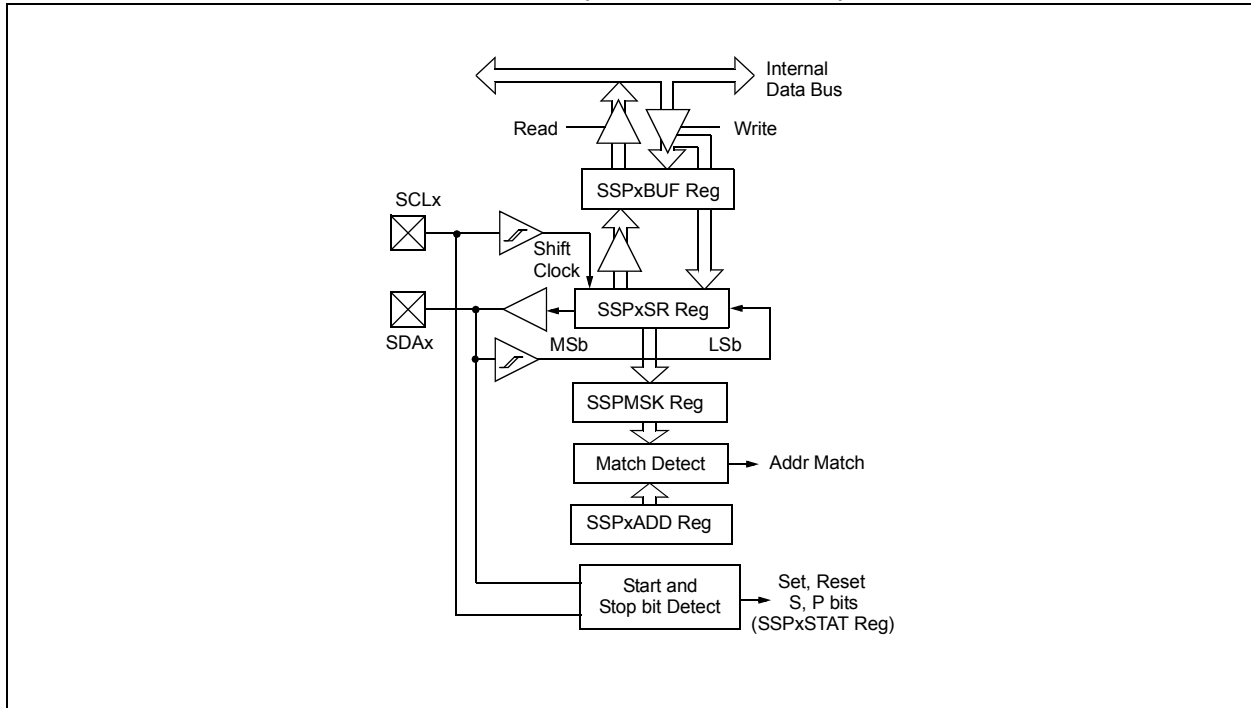 Internal
Data Bus
Read
Write
SSPxBUF Reg
SCLx
Shift
Clock
SSPxSR Reg
SDAx
MSb
LSb
SSPMSK Reg
Match Detect
Addr Match
SSPxADD Reg
Start and
Stop bit Detect
Set, Reset
S, P bits
(SSPxSTAT Reg)